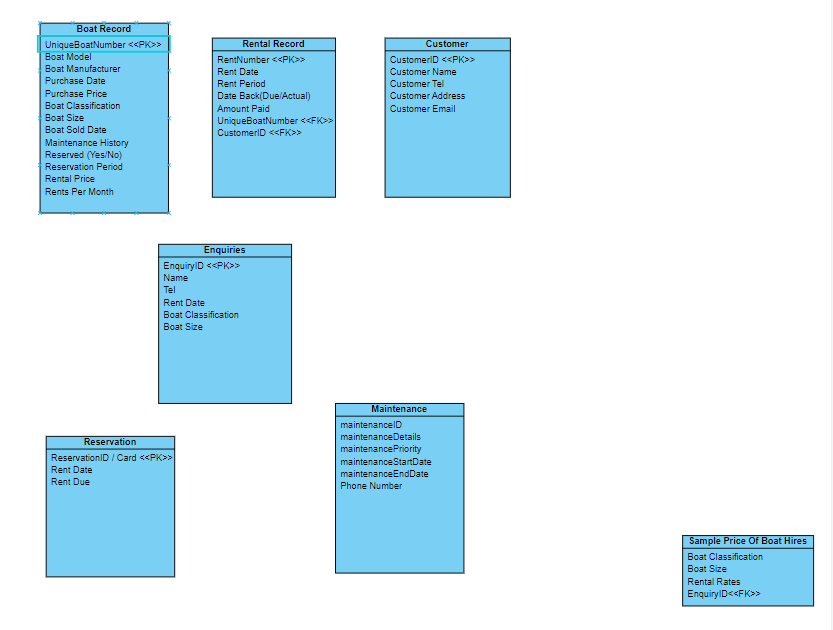 Boat Record
UniqueBoatNumber <<PK>>
Boat Model
Boat Manufacturer
Purchase Date
Purchase Price
Boat Classification
Boat Size
Boat Sold Date
Maintenance History
Reserved (Yes/No)
Reservation Period
Rental Price
Rents Per Month
Rental Record
RentNumber <<PK>>
Rent Date
Rent Period
Date Back(Due/Actual)
Amount Paid
UniqueBoatNumber <<FK>>
CustomerID <<FK>>
Customer
CustomerID <<PK>>
Customer Name
Customer Tel
Customer Address
Customer Email
Enquiries
EnquiryID <<PK>>
Name
Tel
Rent Date
Boat Classification
Boat Size
Maintenance
maintenanceID
maintenanceDetails
maintenancePriority
maintenanceStartDate
maintenanceEndDate
Phone Number
Reservation
ReservationID / Card <<PK>>
Rent Date
Rent Due
Sample Price Of Boat Hires
Boat Classification
Boat Size
Rental Rates
EnquiryID<<FK>>